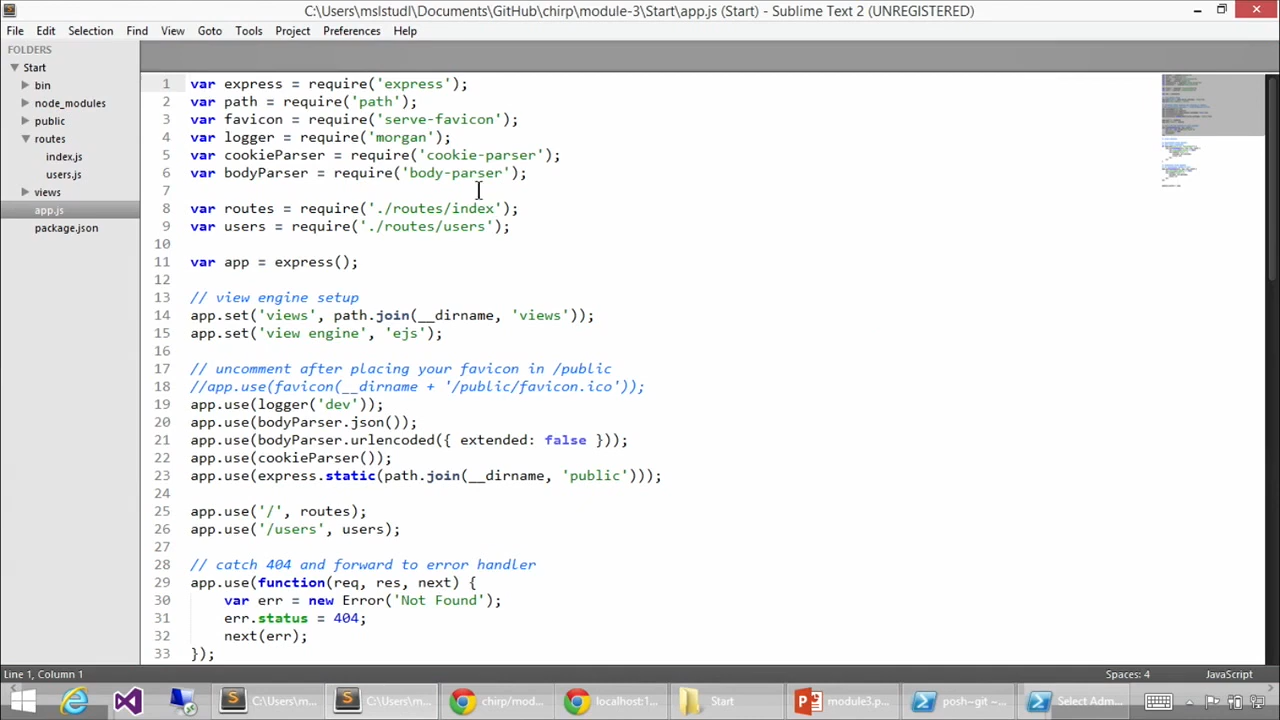 C:\Users\mslstudl\Documents\GitHub\chirp\module-3\Start\app.js (Start) - Sublime Text 2 (UNREGISTERED)
File Edit Selection Find View Goto Tools Project Preferences Help
FOLDERS
Start
bin
node_modules
public
routes
index.js
users.js
views
app.js
package.json
1 var express = require('express');
2 var path = require('path');
3 var favicon = require('serve-favicon');
4 var logger = require('morgan');
5 var cookieParser = require('cookie-parser');
6 var bodyParser = require('body-parser');
7
8 var routes = require('./routes/index');
9 var users = require('./routes/users');
10
11 var app = express();
12
13 // view engine setup
14 app.set('views', path.join(__dirname, 'views'));
15 app.set('view engine', 'ejs');
16
17 // uncomment after placing your favicon in /public
18 //app.use(favicon(__dirname + '/public/favicon.ico'));
19 app.use(logger('dev'));
20 app.use(bodyParser.json());
21 app.use(bodyParser.urlencoded({ extended: false }));
22 app.use(cookieParser());
23 app.use(express.static(path.join(__dirname, 'public')));
24
25 app.use('/', routes);
26 app.use('/users', users);
27
28 // catch 404 and forward to error handler
29 app.use(function(req, res, next) {
30 var err = new Error('Not Found');
31 err.status = 404;
32 next(err);
33 });
Line 1, Column 1 Spaces: 4 JavaScript
C:\Users\m... C:\Users\m... chirp/mod... localhost:1... Start module3.p... posh~git ~... Select Adm...